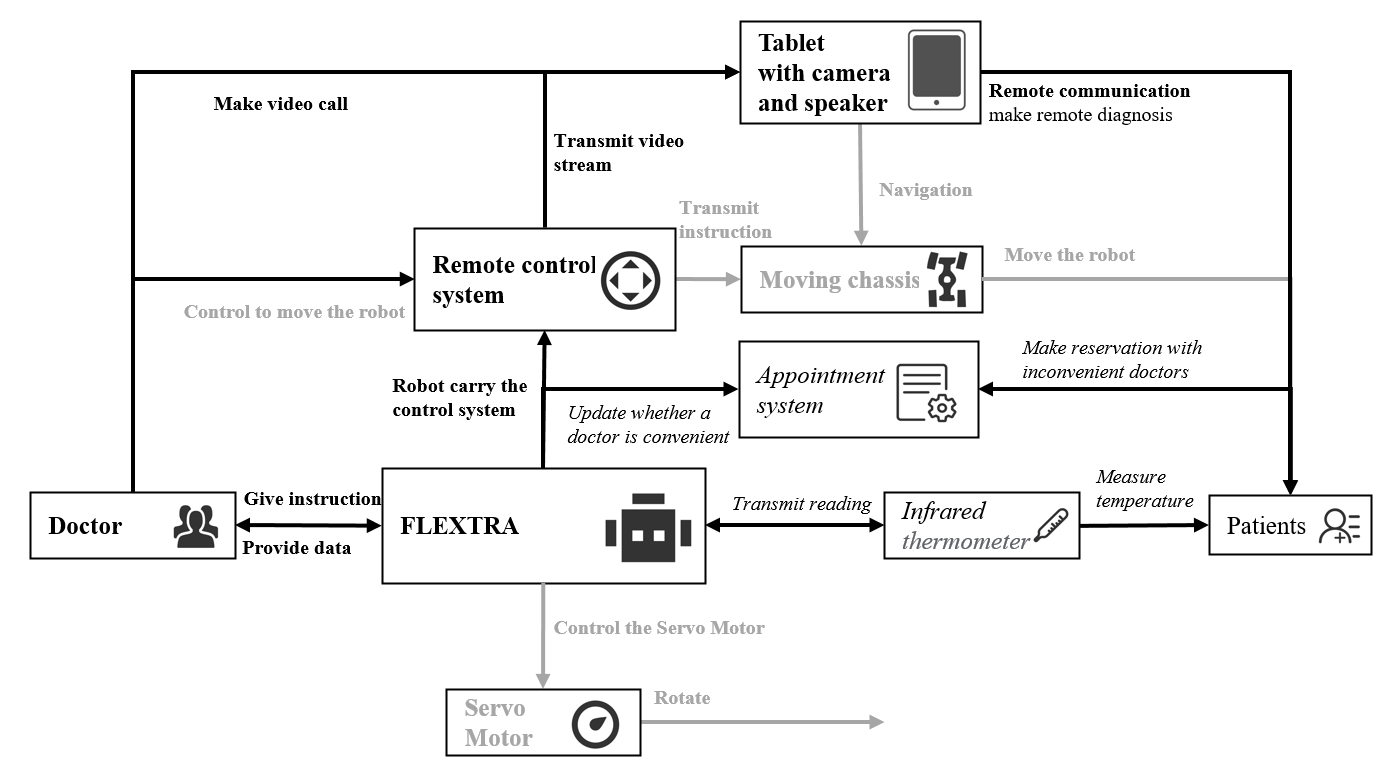 Tablet
with camera
and speaker
Make video call
Remote communication
make remote diagnosis
Transmit video
stream
Navigation
Transmit
instruction
Remote control
system
Moving chassis
Move the robot
Control to move the robot
Robot carry the
control system
Update whether a
doctor is convenient
Appointment
system
Make reservation with
inconvenient doctors
Doctor
Give instruction
Provide data
FLEXTRA
Transmit reading
Infrared
thermometer
Measure
temperature
Patients
Control the Servo Motor
Servo
Motor
Rotate